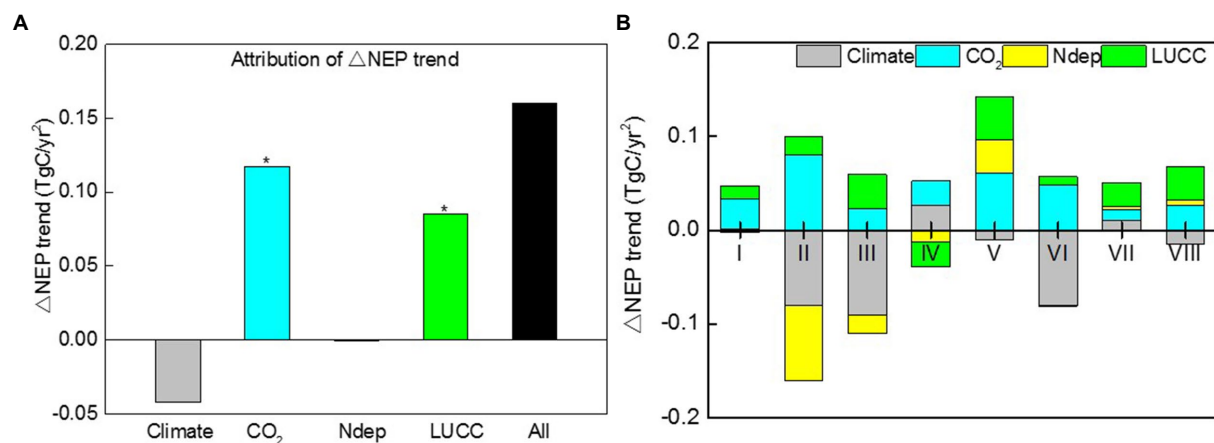 A
Attribution of △NEP trend
△NEP trend (TgC/yr²)
0.20
0.15
0.10
0.05
0.00
-0.05
* *
Climate CO₂ Ndep LUCC All
B
Climate CO₂ Ndep LUCC
△NEP trend (TgC/yr²)
0.2
0.1
0.0
-0.1
-0.2
I II III IV V VI VII VIII